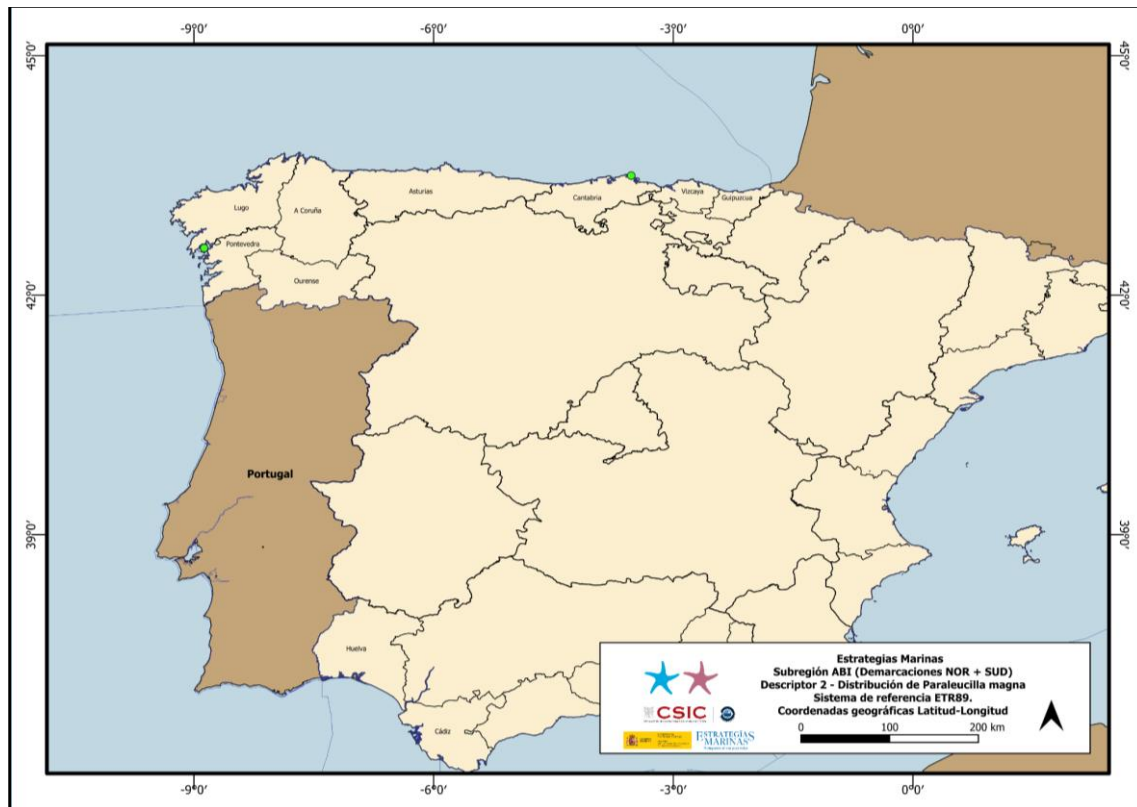 -9°0′ -6°0′ -3°0′ 0°0′
45°0′ 45°0′
Asturias
Lugo
A Coruña
Cantabria
Vizcaya
Guipuzcua
Pontevedra
Ourense
42°0′ 42°0′
Portugal
39°0′ 39°0′
Huelva
Cádiz
CSIC
ESTRATEGIAS
MARINAS
Estrategias Marinas
Subregión ABI (Demarcaciones NOR + SUD)
Descriptor 2 - Distribución de Paraleucilla magna
Sistema de referencia ETR89.
Coordenadas geográficas Latitud-Longitud
0 100 200 km
-9°0′ -6°0′ -3°0′ 0°0′